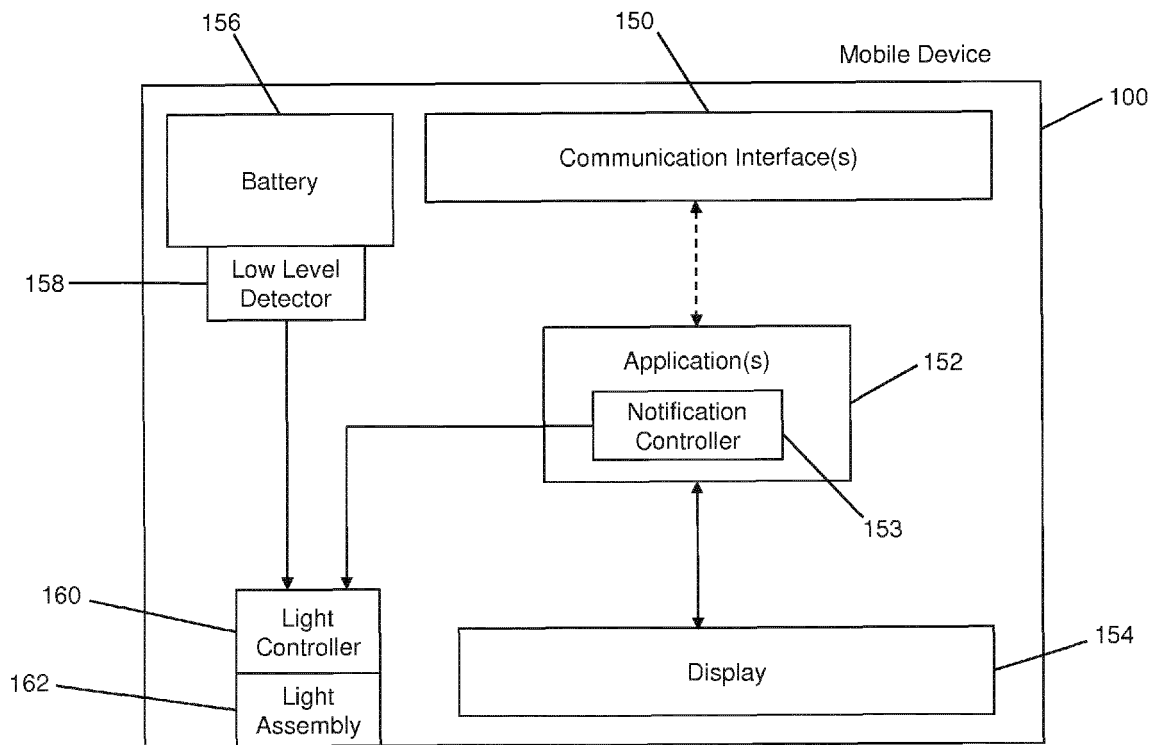 156
150
Mobile Device
100
Battery
Communication Interface(s)
158
Low Level
Detector
Application(s)
152
Notification
Controller
153
160
Light
Controller
162
Light
Assembly
Display
154